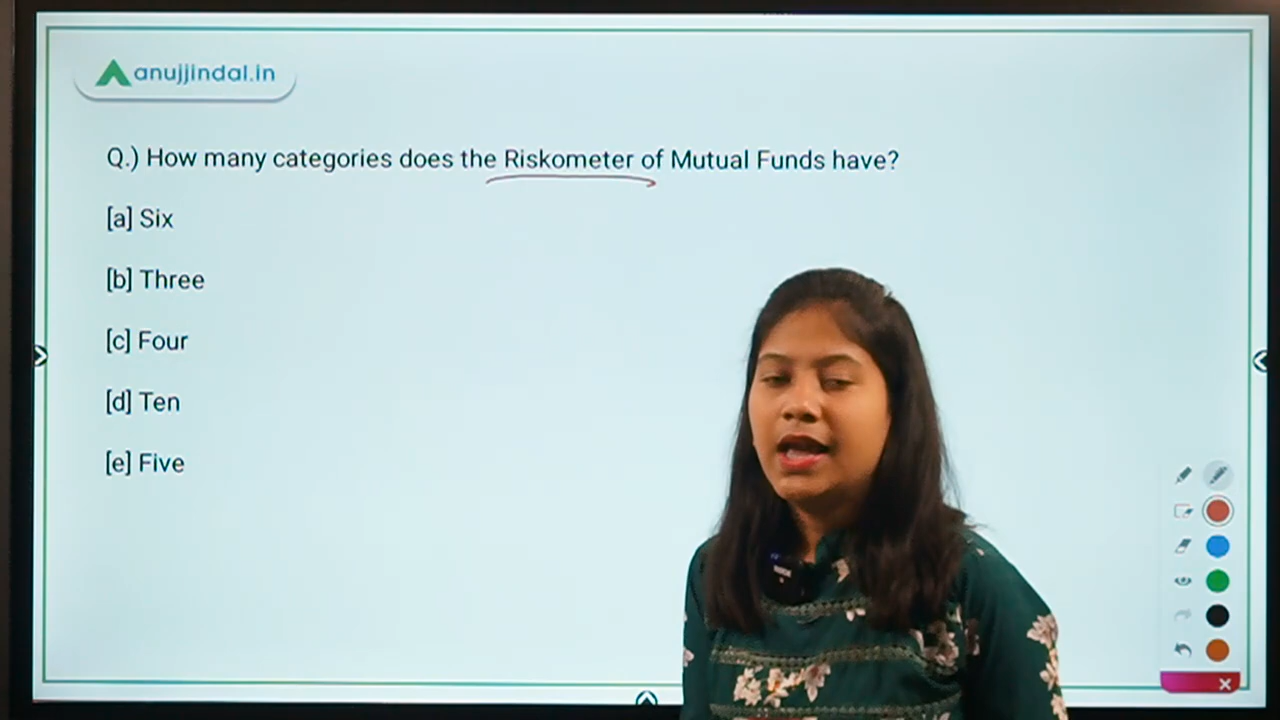 anujjindal.in
Q.) How many categories does the Riskometer of Mutual Funds have?
[a] Six
[b] Three
[c] Four
[d] Ten
[e] Five